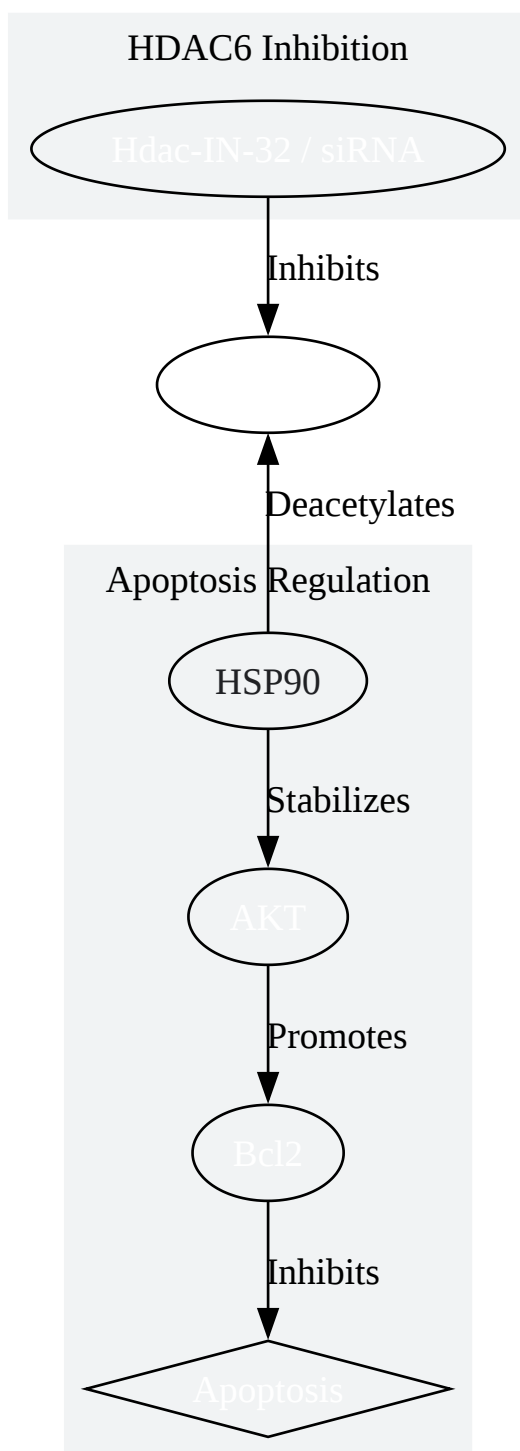 HDAC6 Inhibition
Hdac-IN-32 / siRNA
Inhibits
Deacetylates
Apoptosis Regulation
HSP90
Stabilizes
AKT
Promotes
Bcl2
Inhibits
Apoptosis